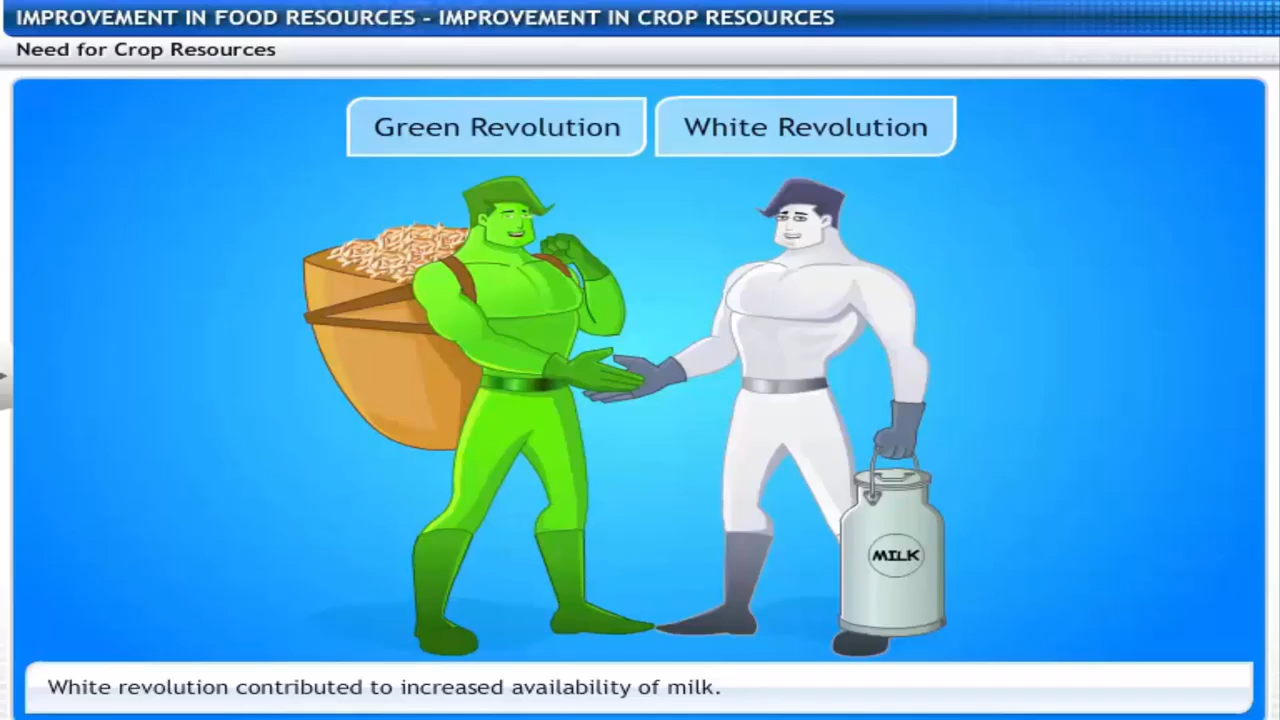 IMPROVEMENT IN FOOD RESOURCES - IMPROVEMENT IN CROP RESOURCES
Need for Crop Resources
Green Revolution
White Revolution
MILK
White revolution contributed to increased availability of milk.